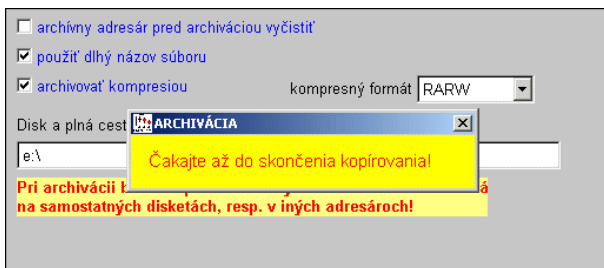 archívny adresár pred archiváciou vyčistiť
použiť dlhý názov súboru
archivovať kompresiou
kompresný formát RARW
Disk a plná cest
ARCHIVÁCIA
Čakajte až do skončenia kopírovania!
e:\
Pri archivácii
na samostatných disketách, resp. v iných adresároch!